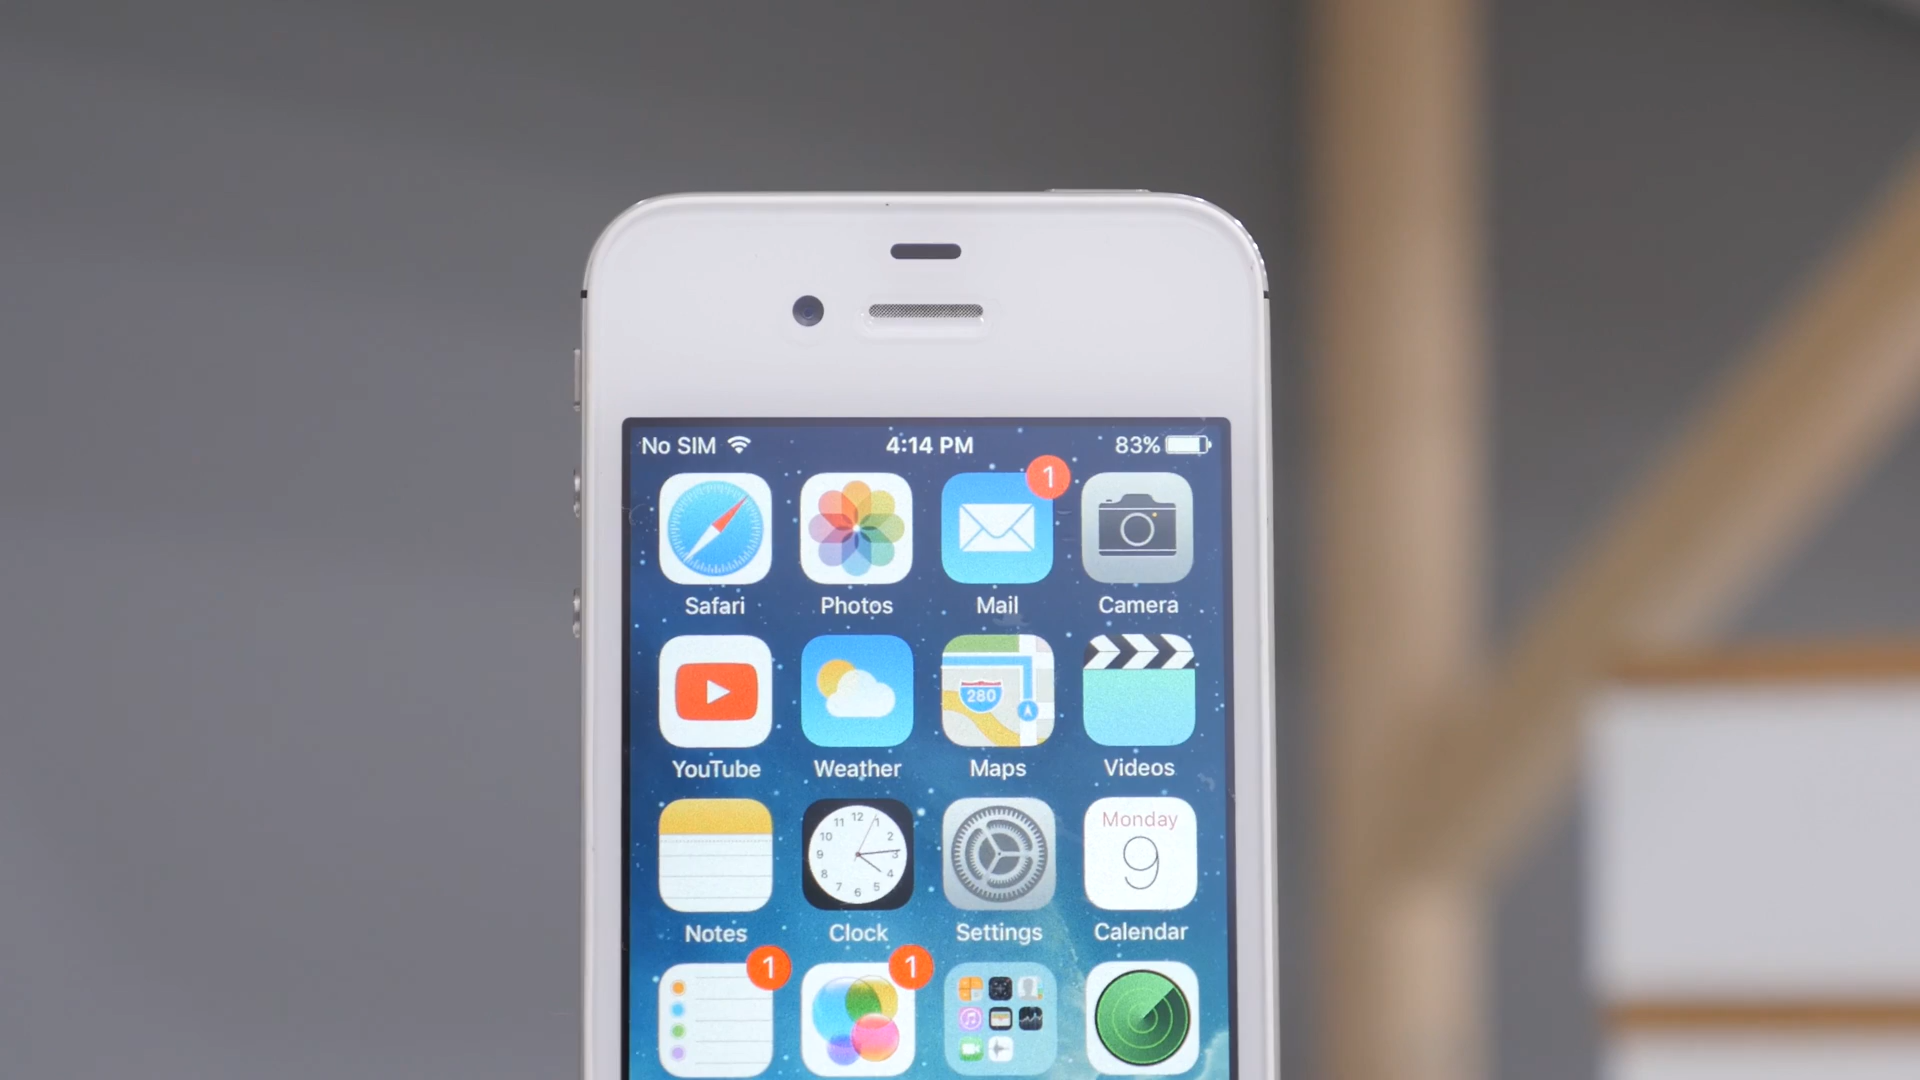 No SIM 4:14 PM 83%
1
Safari Photos Mail Camera
280
YouTube Weather Maps Videos
Monday
9
12 1 2 3 4 5 6 7 8 9 10 11
Notes Clock Settings Calendar
1 1